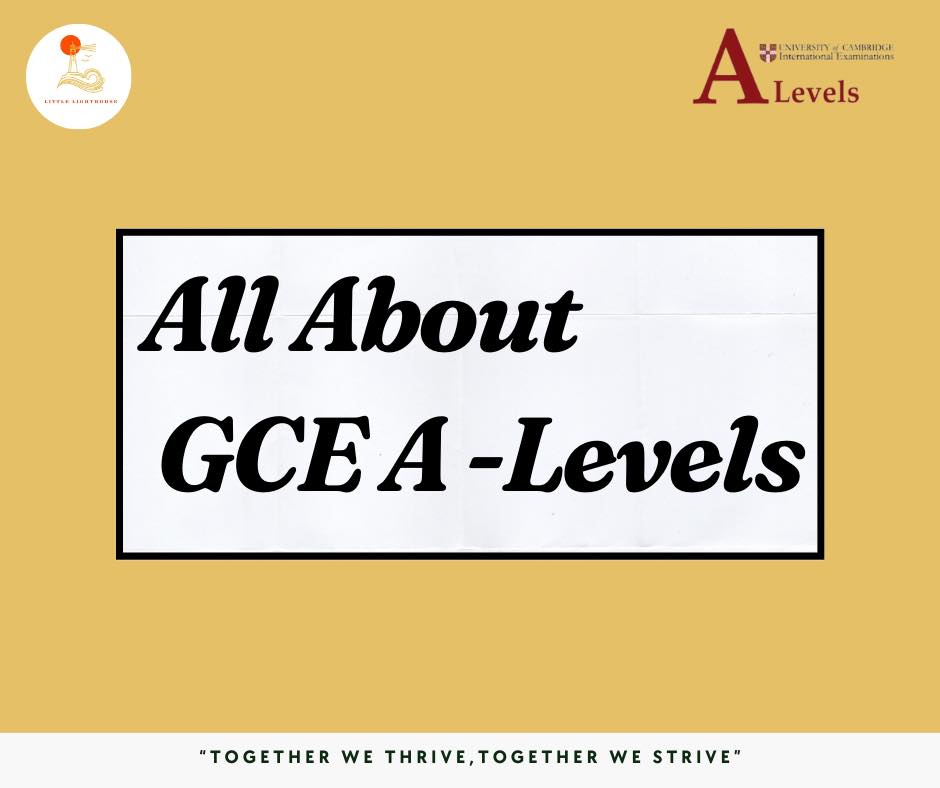 LITTLE LIGHTHOUSE
A Levels
UNIVERSITY of CAMBRIDGE
International Examinations
All About
GCE A -Levels
“TOGETHER WE THRIVE,TOGETHER WE STRIVE”